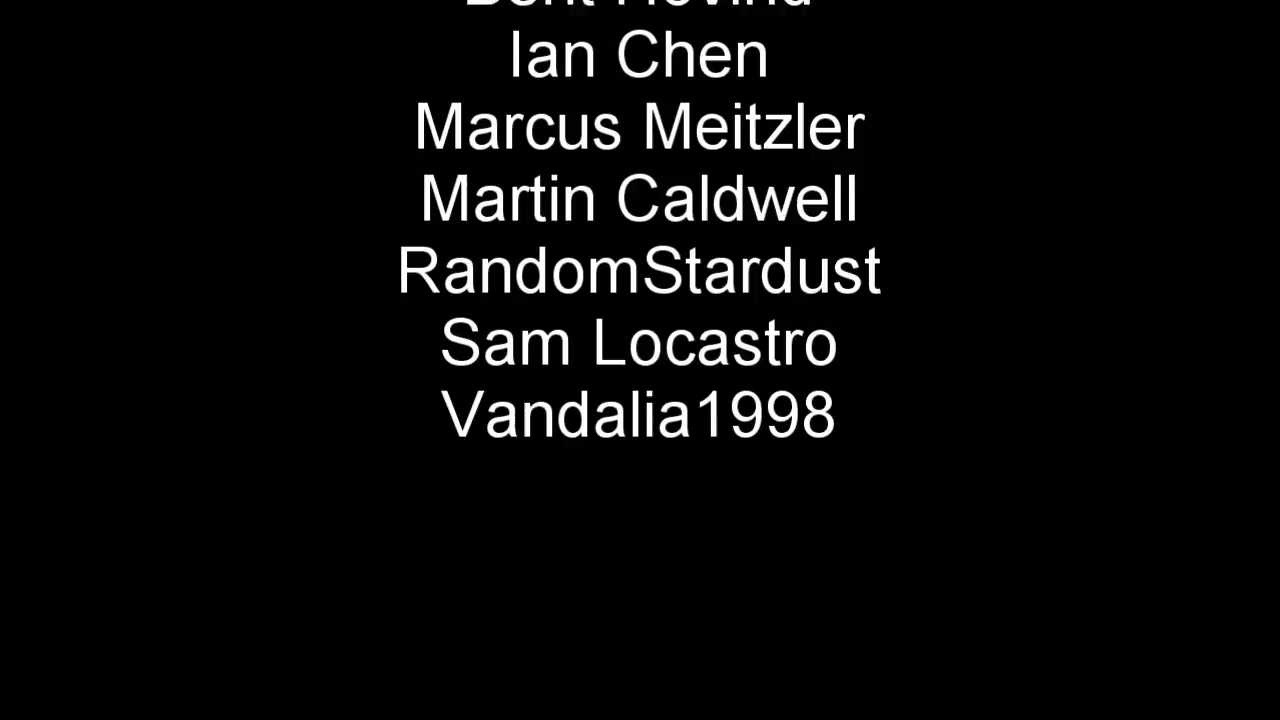 Ian Chen
Marcus Meitzler
Martin Caldwell
RandomStardust
Sam Locastro
Vandalia1998